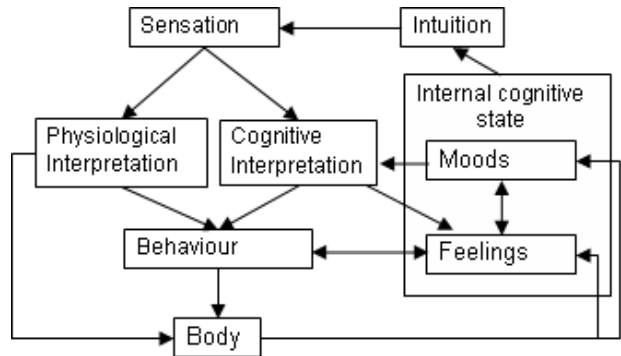 Sensation
Intuition
Internal cognitive
state
Physiological
Interpretation
Cognitive
Interpretation
Moods
Behaviour
Feelings
Body